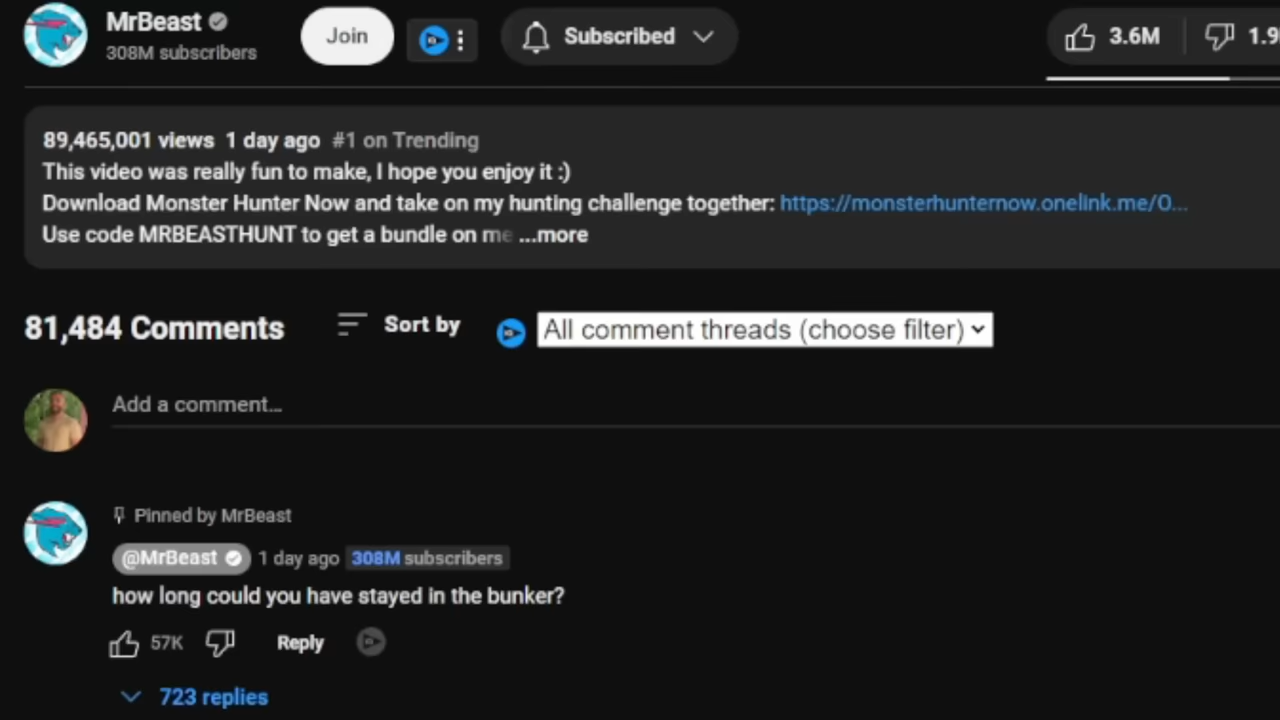 MrBeast
308M subscribers
Join
Subscribed
3.6M
89,465,001 views 1 day ago #1 on Trending
This video was really fun to make, I hope you enjoy it :)
Download Monster Hunter Now and take on my hunting challenge together: https://monsterhunternow.onelink.me/O...
Use code MRBEASTHUNT to get a bundle on me ...more
81,484 Comments
Sort by
All comment threads (choose filter)
Add a comment...
Pinned by MrBeast
@MrBeast 1 day ago 308M subscribers
how long could you have stayed in the bunker?
57K Reply
723 replies